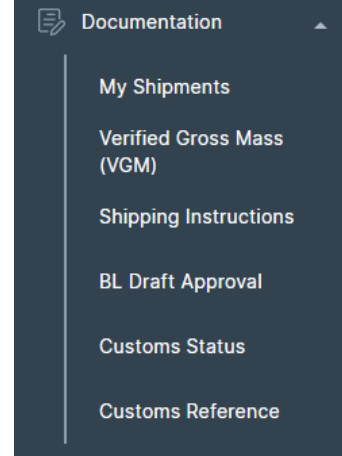 Documentation
My Shipments
Verified Gross Mass
(VGM)
Shipping Instructions
BL Draft Approval
Customs Status
Customs Reference